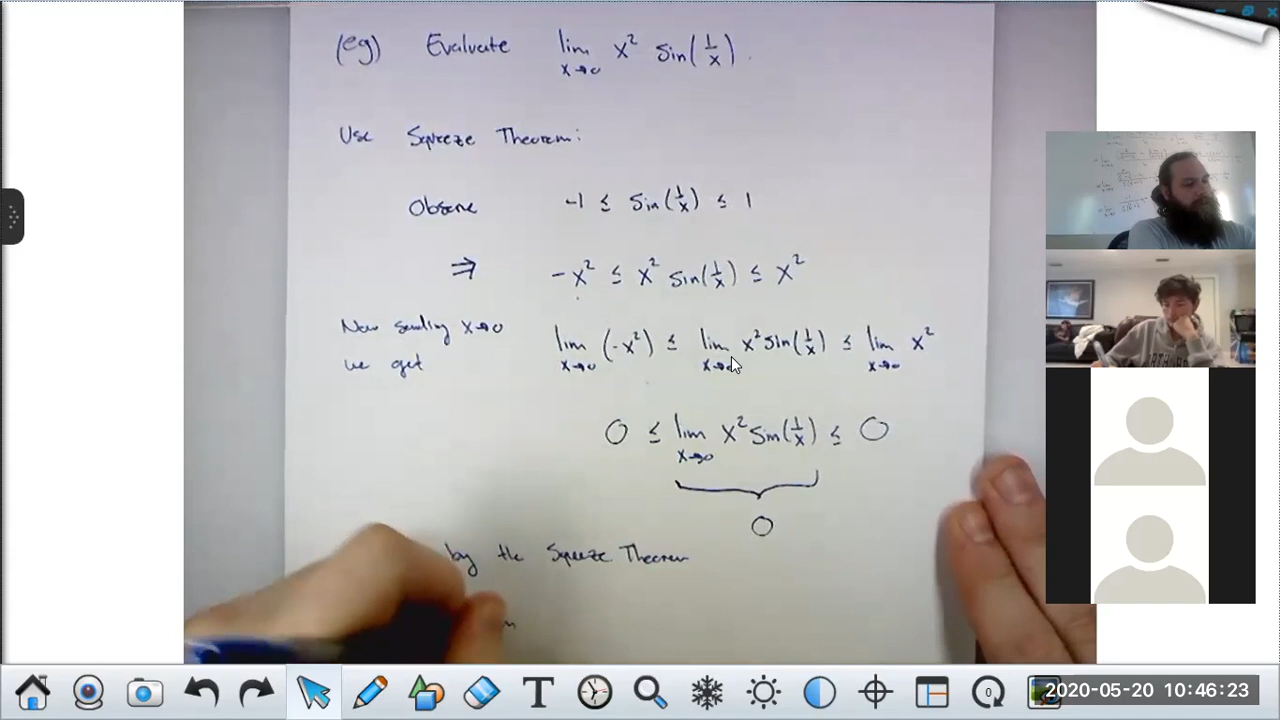 (eg) Evaluate lim x→0 x² sin(1/x).
Use Squeeze Theorem:
Observe -1 ≤ sin(1/x) ≤ 1
⇒ -x² ≤ x² sin(1/x) ≤ x²
Now sending x→0
we get lim x→0 (-x²) ≤ lim x→0 x² sin(1/x) ≤ lim x→0 x²
0 ≤ lim x→0 x² sin(1/x) ≤ 0
0
by the Squeeze Theorem
T
0
2020-05-20 10:46:23